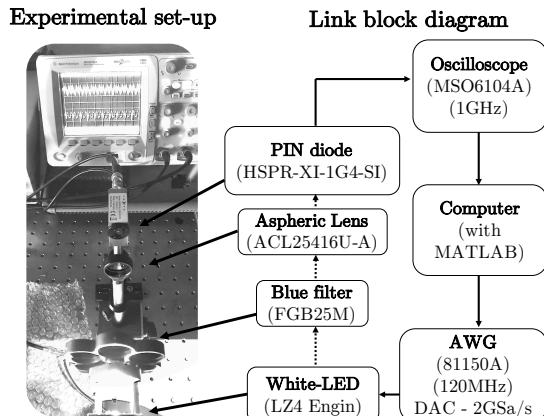 Experimental set-up
Link block diagram
Oscilloscope
(MSO6104A)
(1GHz)
PIN diode
(HSPR-XI-1G4-SI)
Computer
(with
MATLAB)
Aspheric Lens
(ACL25416U-A)
Blue filter
(FGB25M)
AWG
(81150A)
(120MHz)
DAC - 2GSa/s
White-LED
(LZ4 Engin)